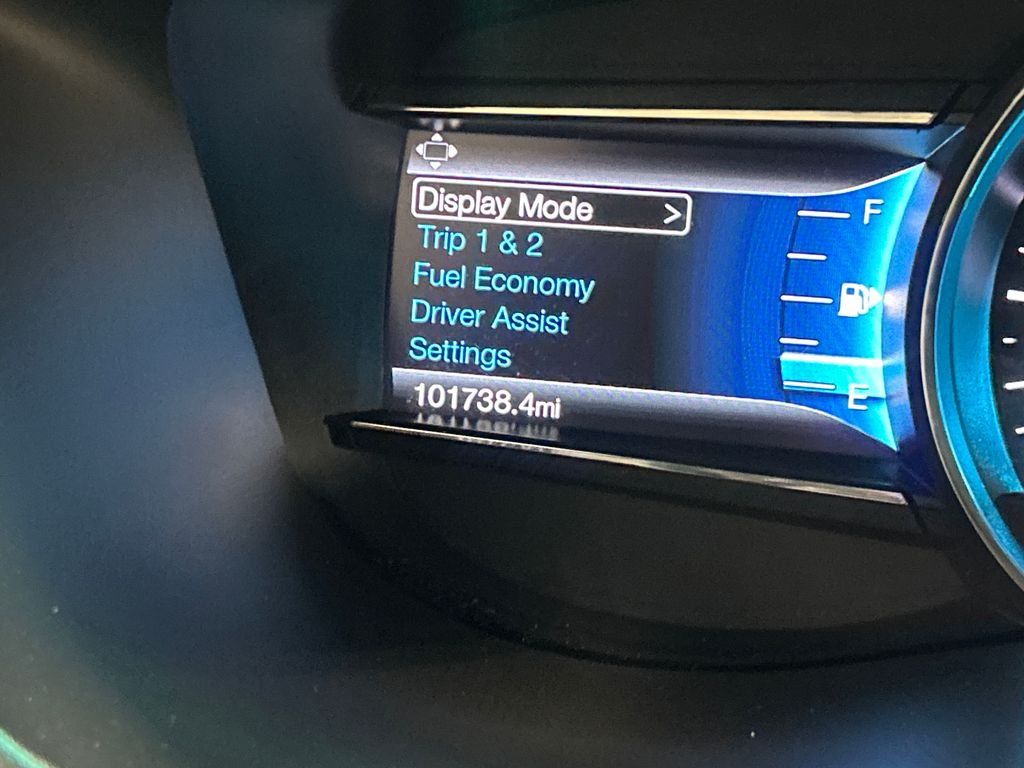 Display Mode >
Trip 1 & 2
Fuel Economy
Driver Assist
Settings
101738.4mi
F
E